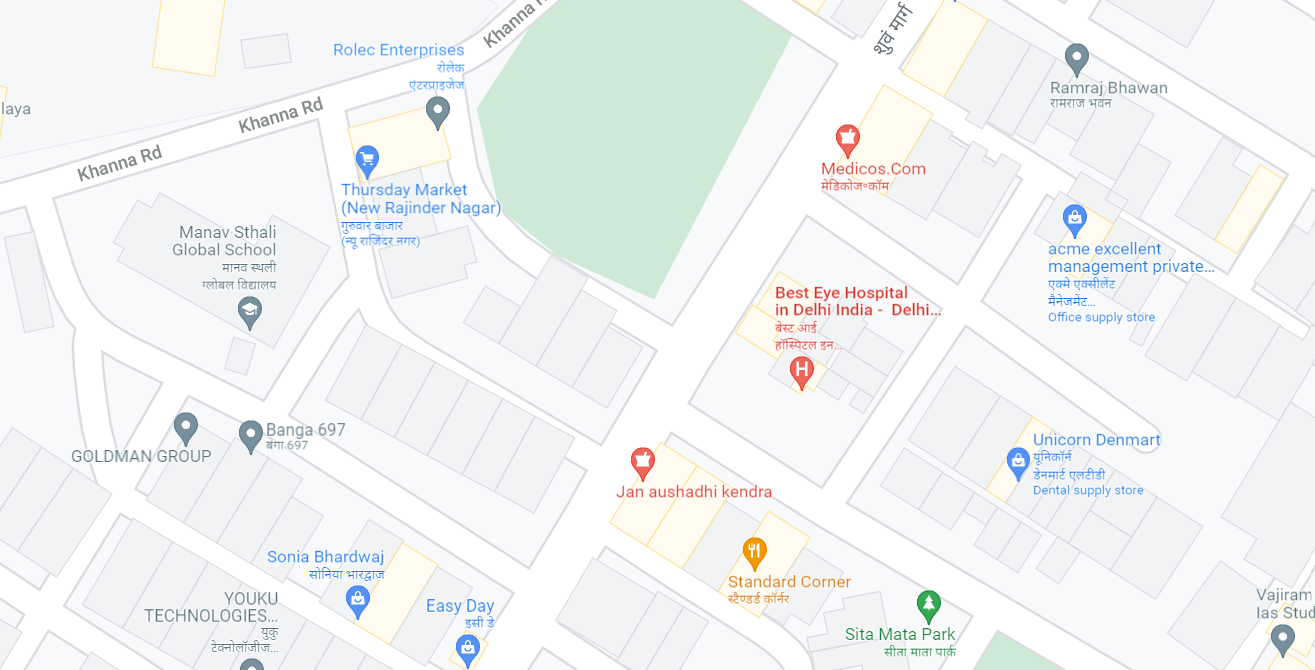 Khanna Rd
शुवं मार्ग
Rolec Enterprises
रोलेक
एंटरप्राइजेज
Ramraj Bhawan
रामराज भवन
laya
Khanna Rd
Khanna Rd
Medicos.Com
मेडिकोज॰कॉम
Thursday Market
(New Rajinder Nagar)
गुरुवार बाजार
(न्यू राजिंदर नगर)
Manav Sthali
Global School
मानव स्थली
ग्लोबल विद्यालय
acme excellent
management private...
एक्मे एक्सीलेंट
मैनेजमेंट...
Office supply store
Best Eye Hospital
in Delhi India - Delhi...
बेस्ट आई
हॉस्पिटल इन...
H
Banga 697
बंगा 697
GOLDMAN GROUP
Unicorn Denmart
यूनिकॉर्न
डेनमार्ट एलटीडी
Dental supply store
Jan aushadhi kendra
Sonia Bhardwaj
सोनिया भारद्वाज
Standard Corner
स्टैण्डर्ड कॉर्नर
YOUKU
TECHNOLOGIES...
युकु
टेक्नोलॉजीज...
Easy Day
इसी डे
Sita Mata Park
सीता माता पार्क
Vajiram
Ias Stud